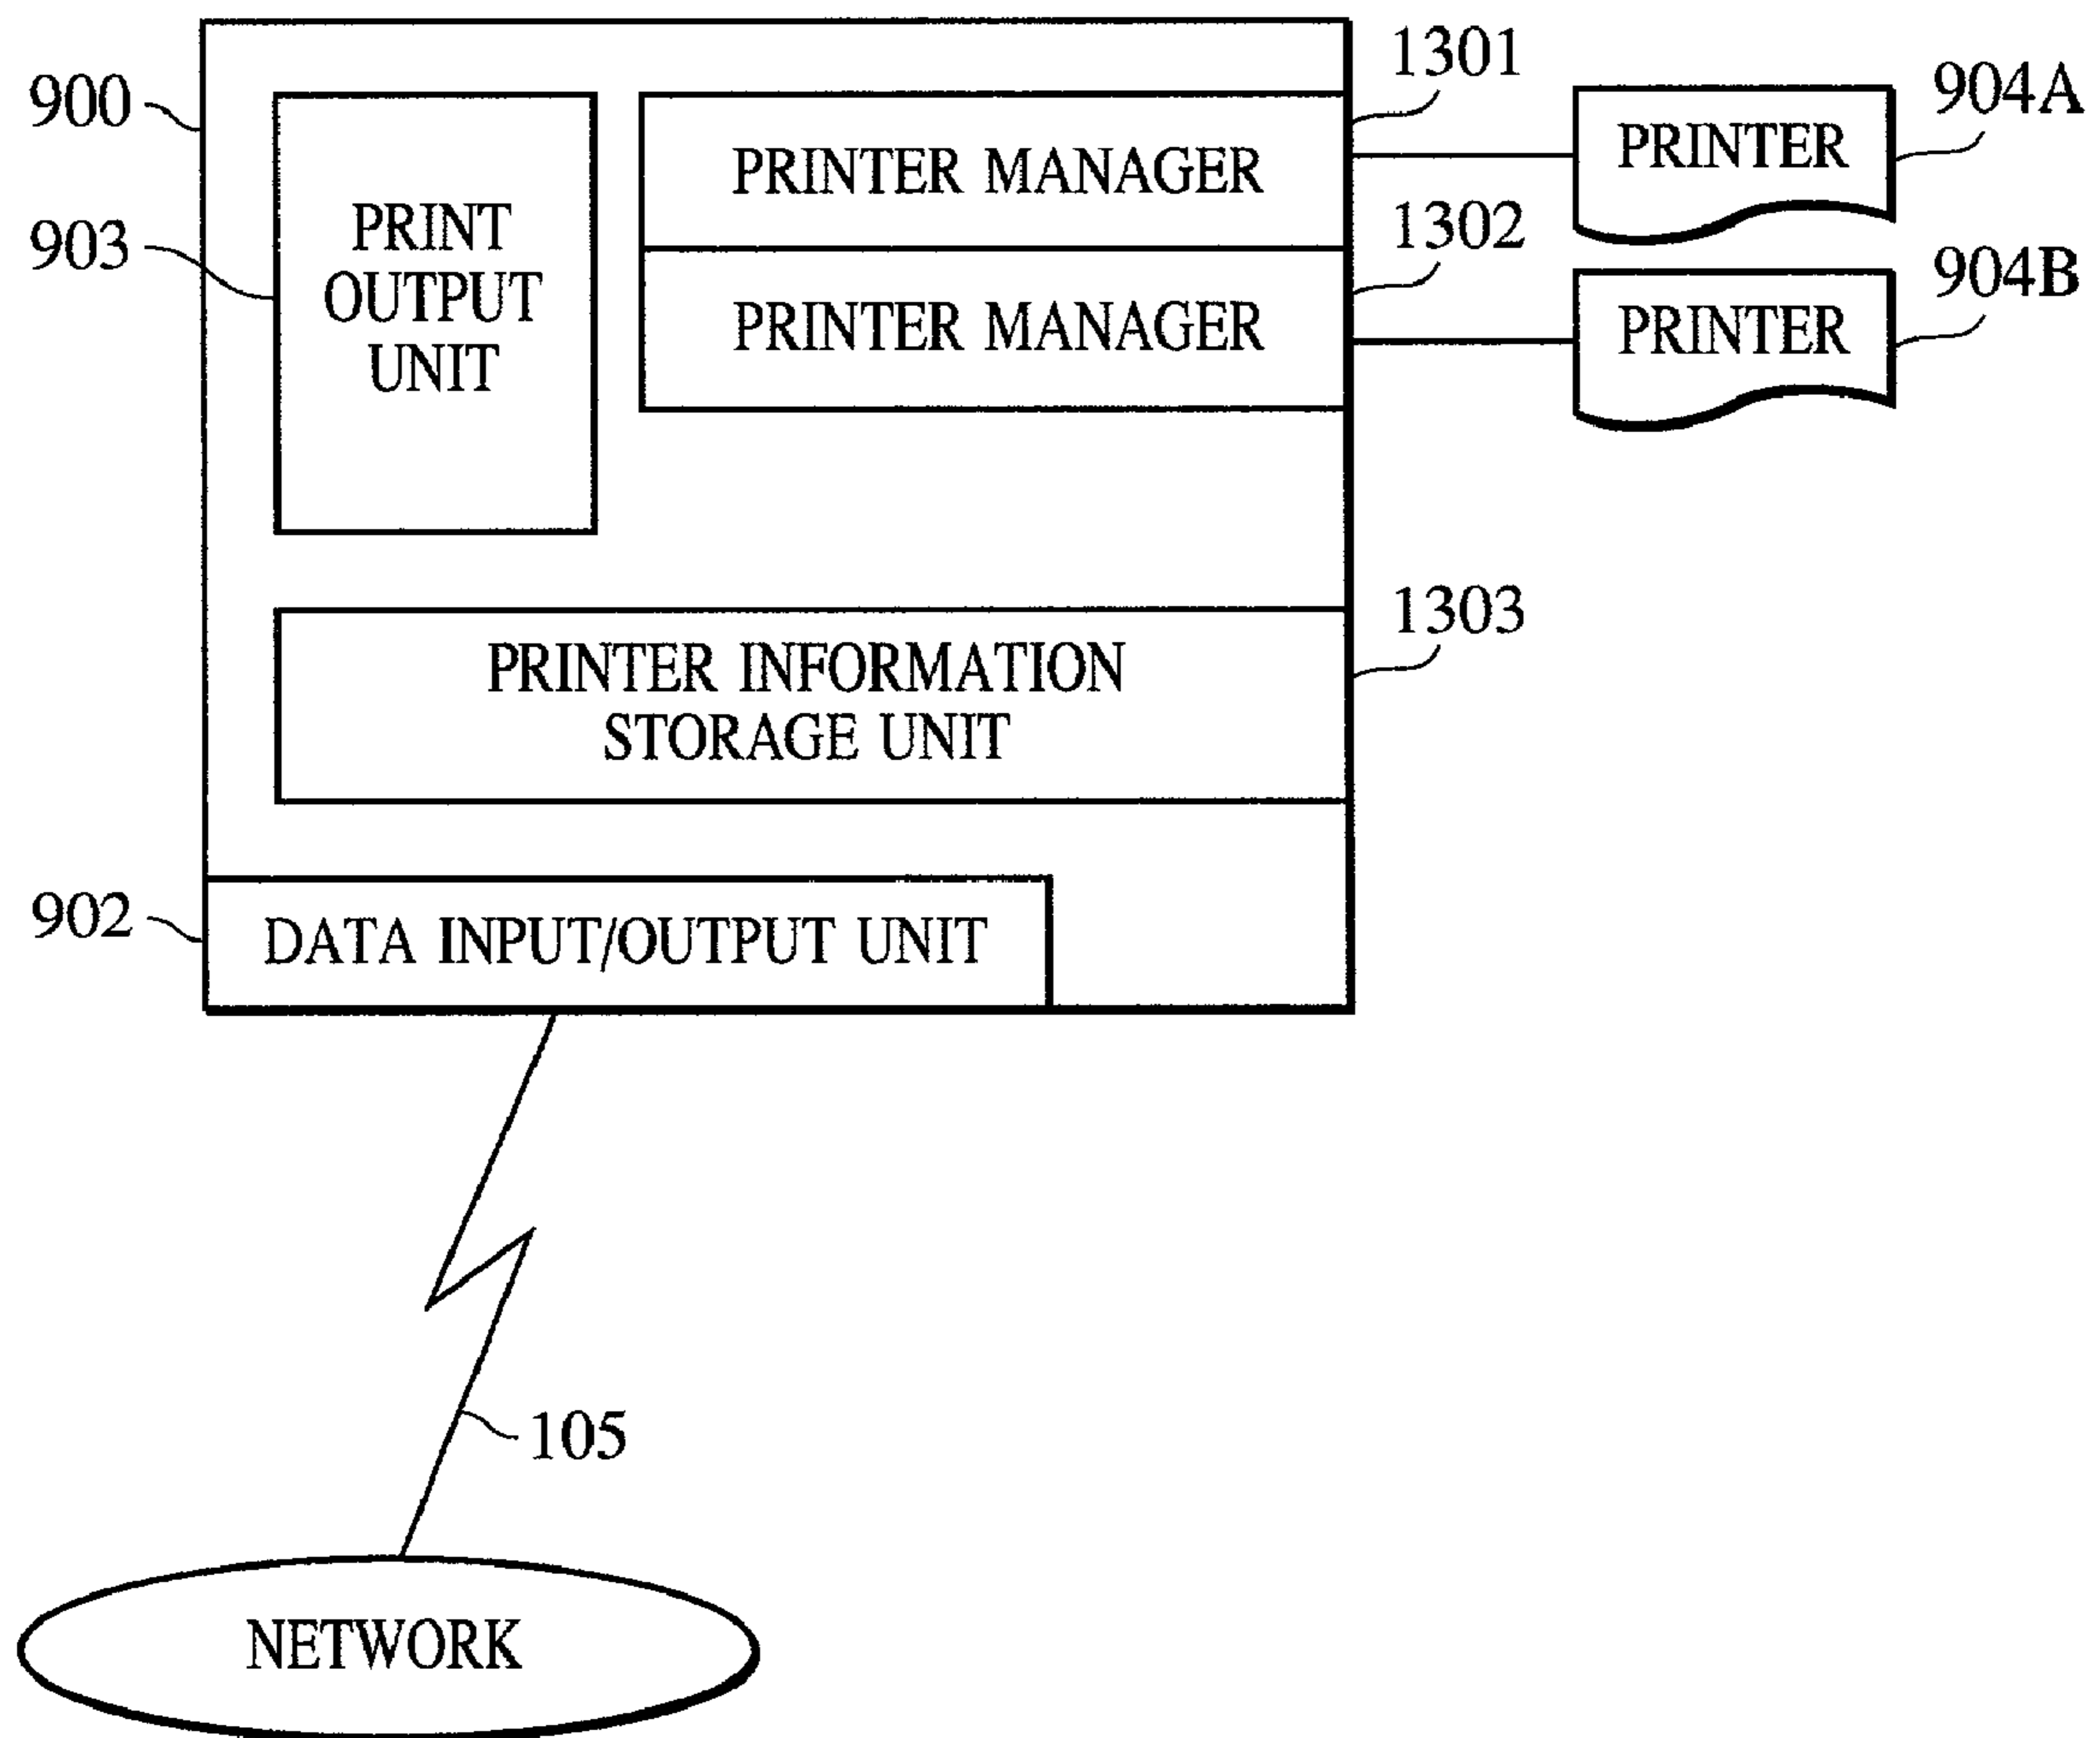 900
903
902
PRINT
OUTPUT
UNIT
PRINTER MANAGER
PRINTER MANAGER
1301
1302
PRINTER
904A
PRINTER
904B
PRINTER INFORMATION
STORAGE UNIT
1303
DATA INPUT/OUTPUT UNIT
105
NETWORK